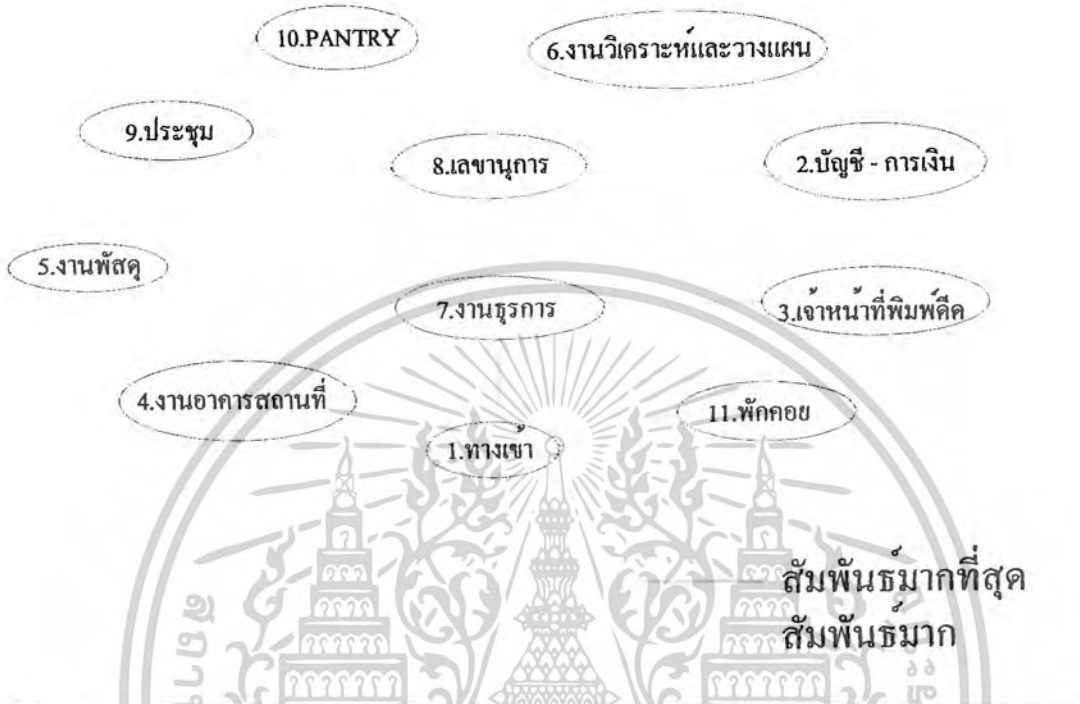 10.PANTRY
6.งานวิเคราะห์และวางแผน
9.ประชุม
8.เลขานุการ
2.บัญชี - การเงิน
5.งานพัสดุ
7.งานธุรการ
3.เจ้าหน้าที่พิมพ์ดีด
4.งานอาคารสถานที่
11.พักคอย
1.ทางเข้า
สัมพันธ์มากที่สุด
สัมพันธ์มาก